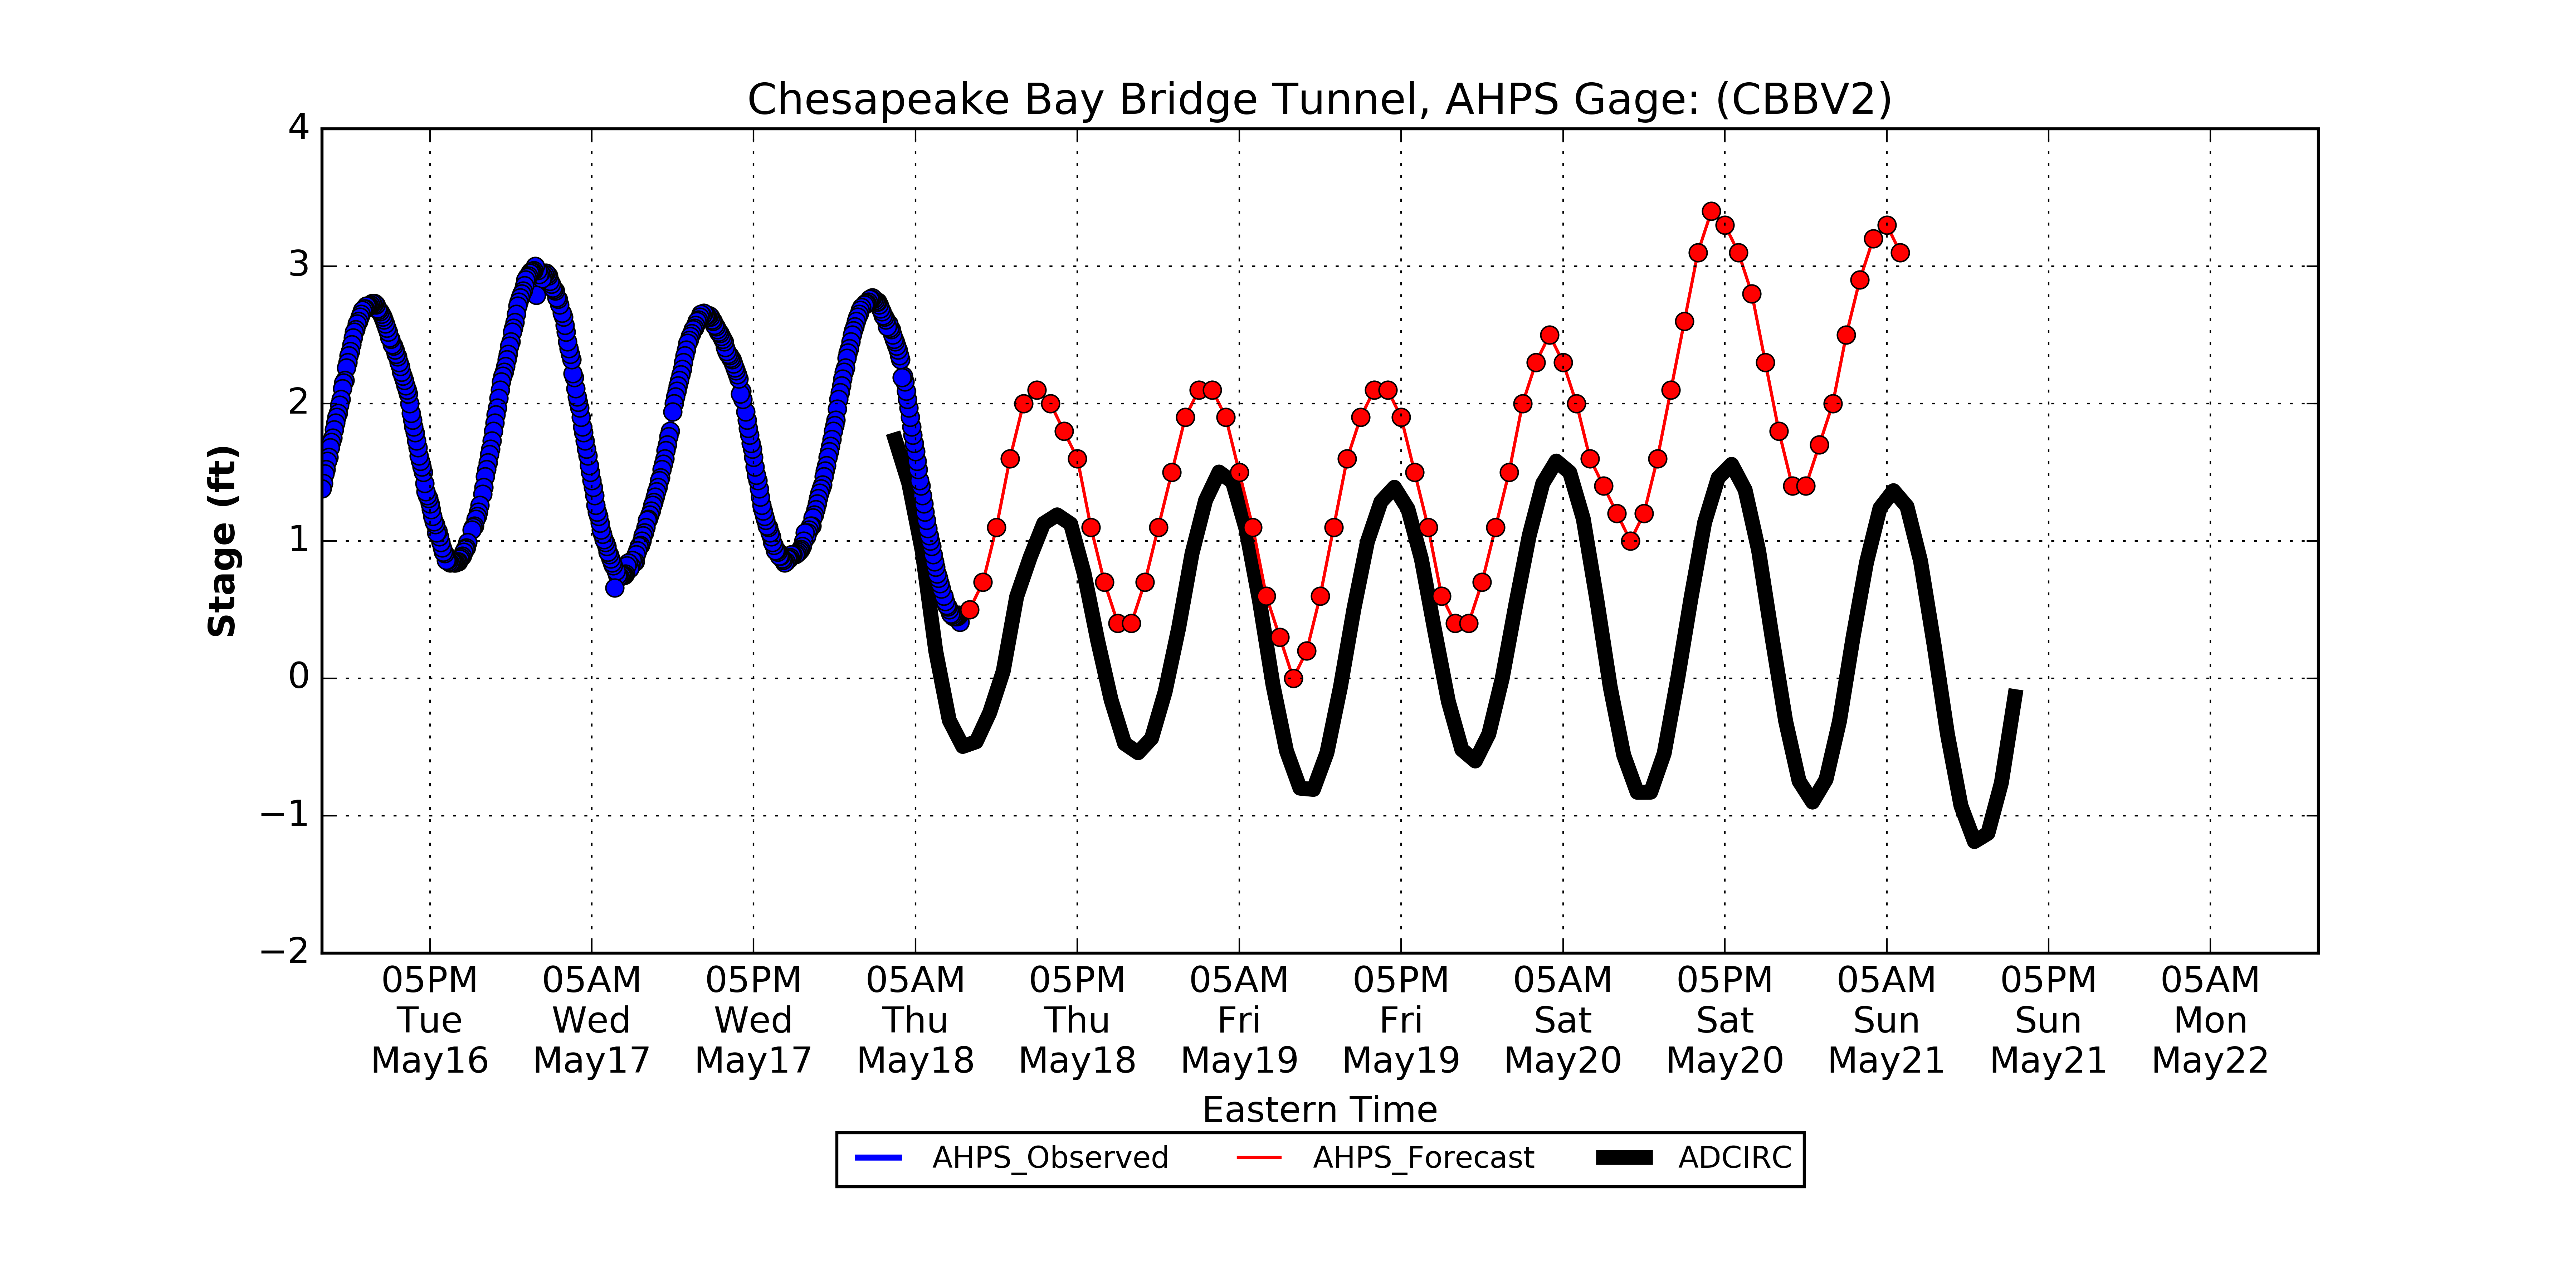 Chesapeake Bay Bridge Tunnel, AHPS Gage: (CBBV2)
4
3
2
1
0
−1
−2
Stage (ft)
05PM 05AM 05PM 05AM 05PM 05AM 05PM 05AM 05PM 05AM 05PM 05AM
Tue Wed Wed Thu Thu Fri Fri Sat Sat Sun Sun Mon
May16 May17 May17 May18 May18 May19 May19 May20 May20 May21 May21 May22
Eastern Time
AHPS_Observed AHPS_Forecast ADCIRC